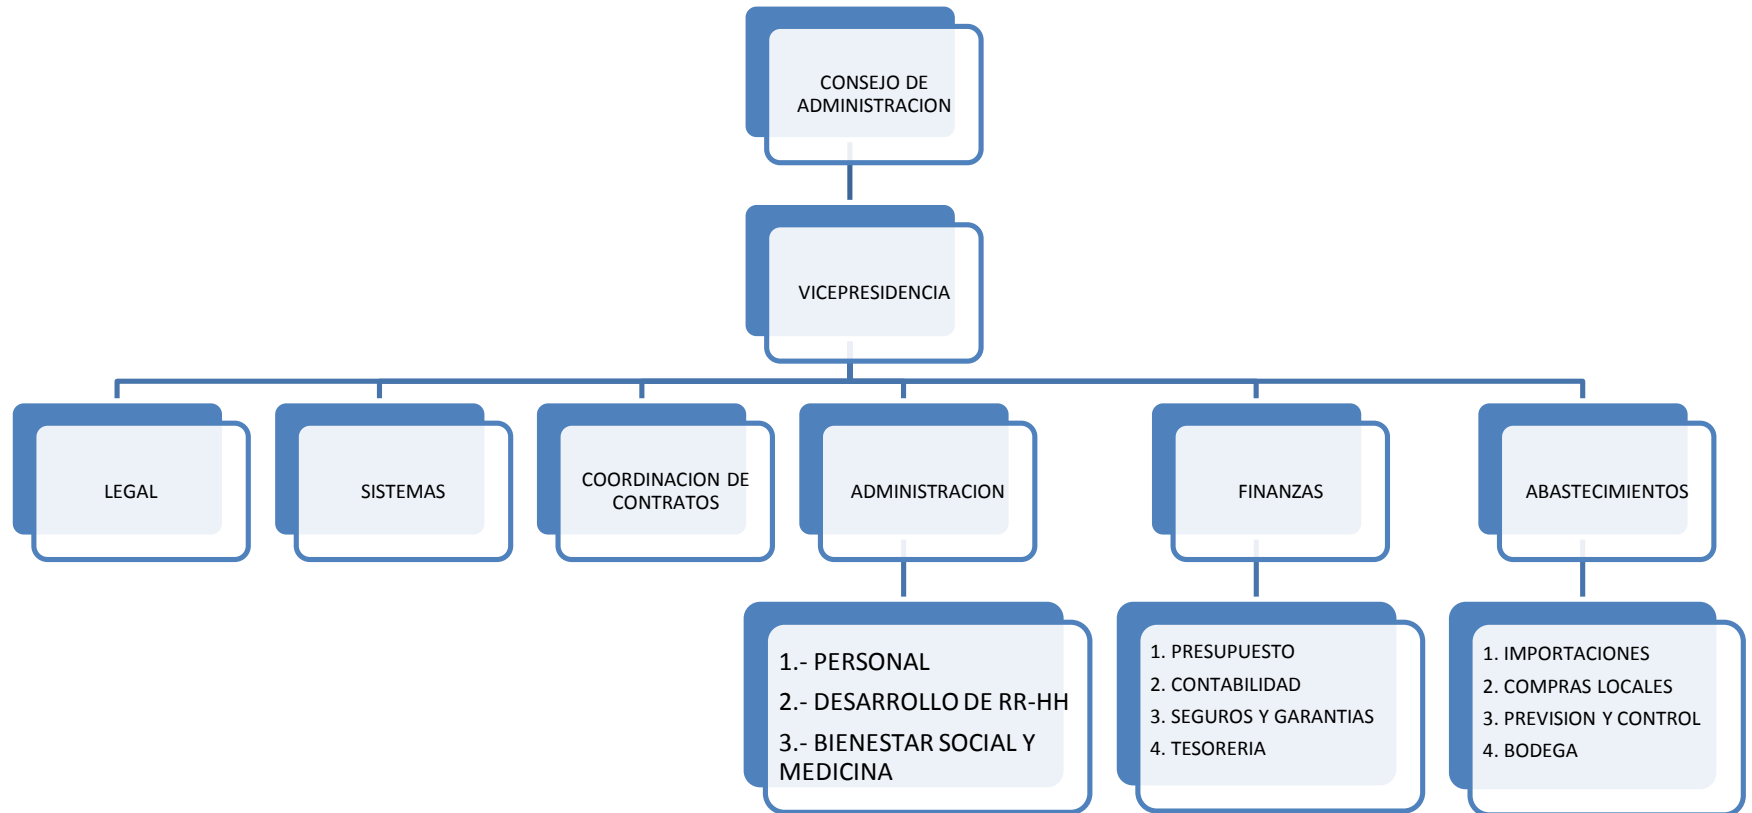 CONSEJO DE
ADMINISTRACION
VICEPRESIDENCIA
LEGAL
SISTEMAS
COORDINACION DE
CONTRATOS
ADMINISTRACION
FINANZAS
ABASTECIMIENTOS
1.- PERSONAL
2.- DESARROLLO DE RR-HH
3.- BIENESTAR SOCIAL Y
MEDICINA
1. PRESUPUESTO
2. CONTABILIDAD
3. SEGUROS Y GARANTIAS
4. TESORERIA
1. IMPORTACIONES
2. COMPRAS LOCALES
3. PREVISION Y CONTROL
4. BODEGA